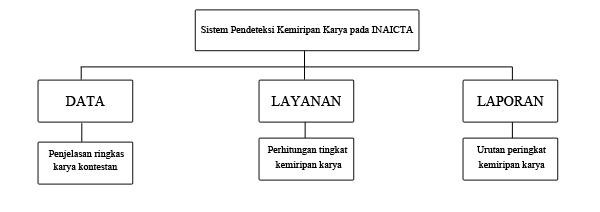 Sistem Pendeteksi Kemiripan Karya pada INAICTA
DATA
LAYANAN
LAPORAN
Penjelasan ringkas
karya kontestan
Perhitungan tingkat
kemiripan karya
Urutan peringkat
kemiripan karya